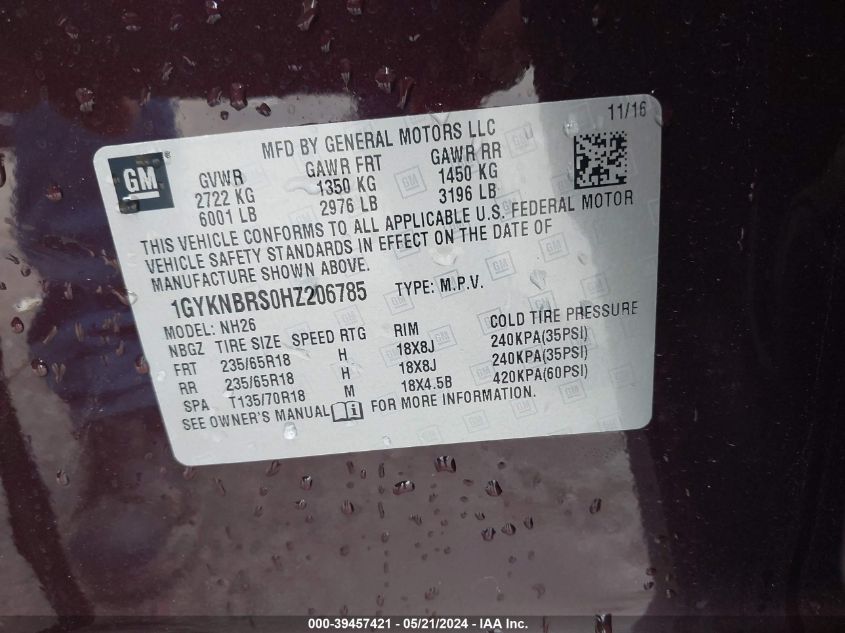 11/16
MFD BY GENERAL MOTORS LLC
GM
GVWR GAWR FRT GAWR RR
2722 KG 1350 KG 1450 KG
6001 LB 2976 LB 3196 LB
THIS VEHICLE CONFORMS TO ALL APPLICABLE U.S. FEDERAL MOTOR
VEHICLE SAFETY STANDARDS IN EFFECT ON THE DATE OF
MANUFACTURE SHOWN ABOVE.
1GYKNBRS0HZ206785 TYPE: M.P.V.
MODEL: NH26
NBGZ TIRE SIZE SPEED RTG RIM COLD TIRE PRESSURE
FRT 235/65R18 H 18X8J 240KPA(35PSI)
RR 235/65R18 H 18X8J 240KPA(35PSI)
SPA T135/70R18 M 18X4.5B 420KPA(60PSI)
SEE OWNER'S MANUAL FOR MORE INFORMATION.
000-39457421 - 05/21/2024 - IAA Inc.